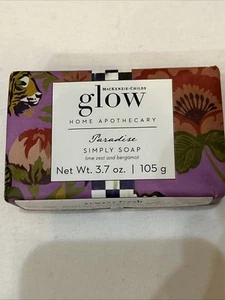 MACKENZIE-CHILDS
glow
HOME APOTHECARY
Paradise
SIMPLY SOAP
lime zest and bergamot
Net Wt. 3.7 oz. | 105 g